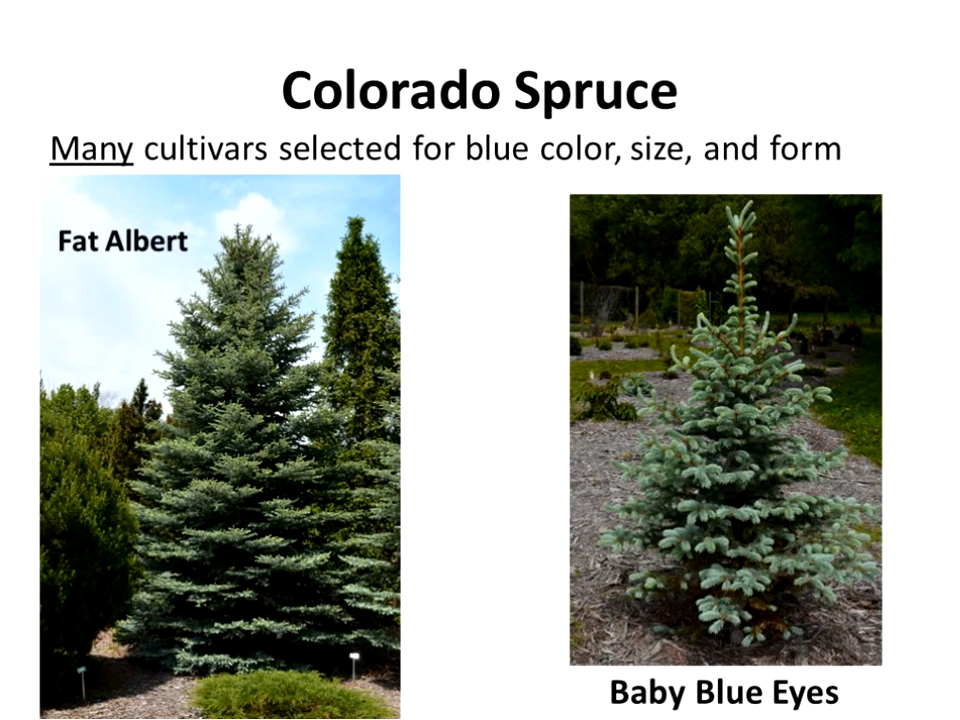 Colorado Spruce
Many cultivars selected for blue color, size, and form
Fat Albert
Baby Blue Eyes